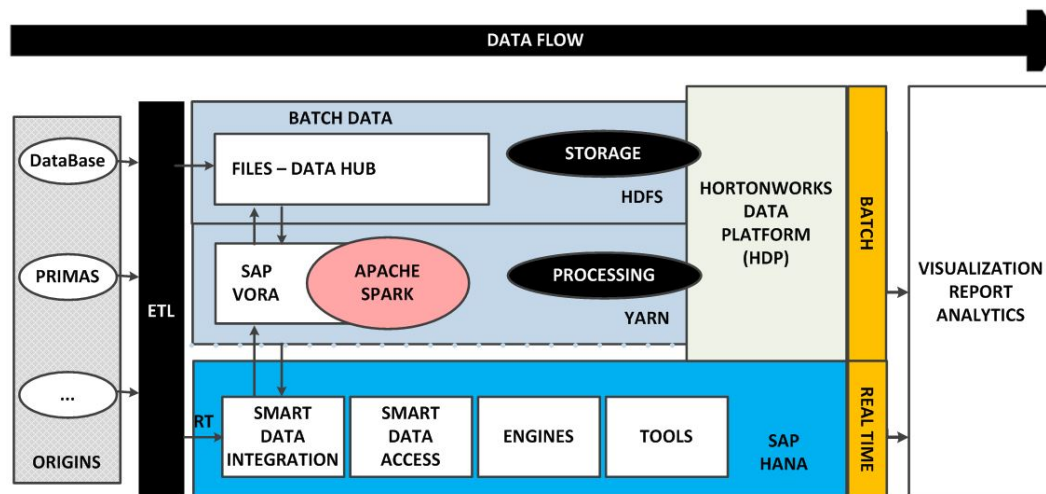 DATA FLOW
DataBase
PRIMAS
...
ORIGINS
ETL
BATCH DATA
FILES – DATA HUB
STORAGE
HDFS
SAP
VORA
APACHE
SPARK
PROCESSING
YARN
RT
SMART
DATA
INTEGRATION
SMART
DATA
ACCESS
ENGINES
TOOLS
SAP
HANA
HORTONWORKS
DATA
PLATFORM
(HDP)
BATCH
REAL TIME
VISUALIZATION
REPORT
ANALYTICS